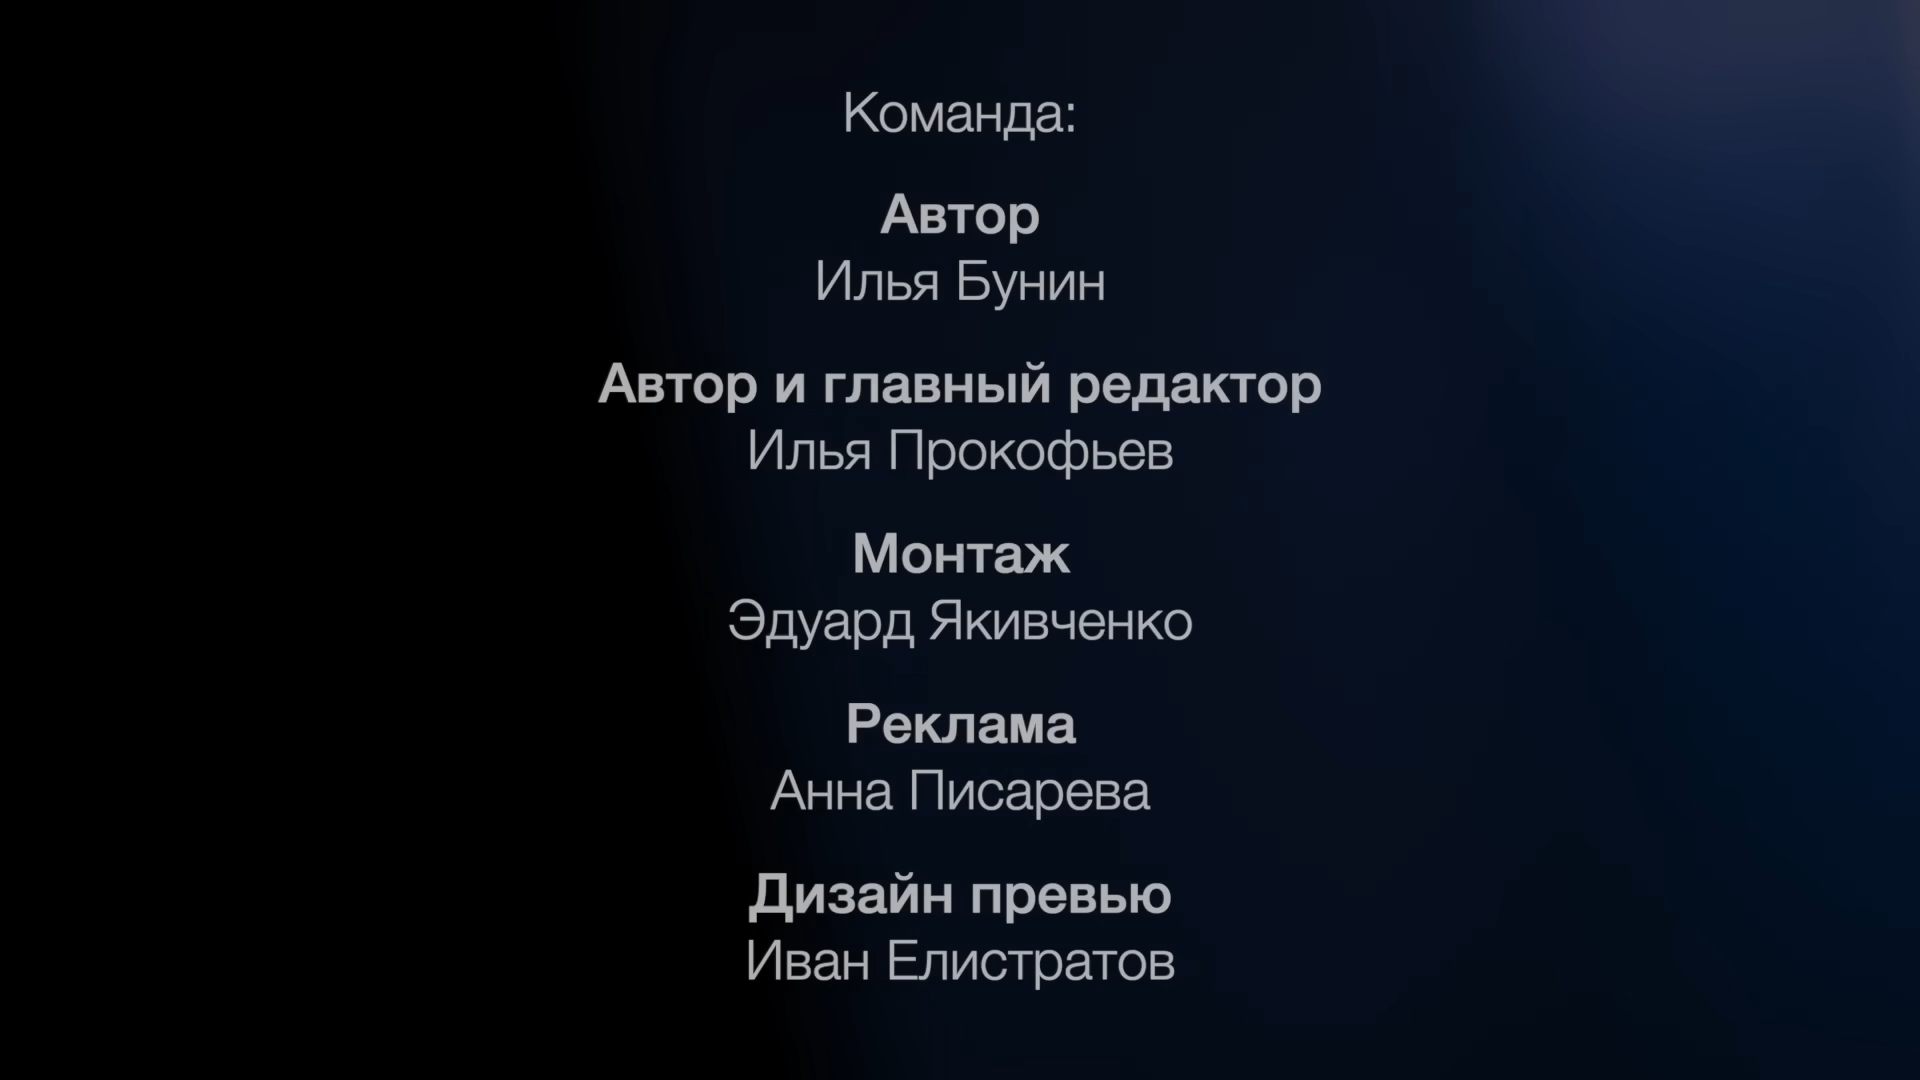 Команда:
Автор
Илья Бунин
Автор и главный редактор
Илья Прокофьев
Монтаж
Эдуард Якивченко
Реклама
Анна Писарева
Дизайн превью
Иван Елистратов